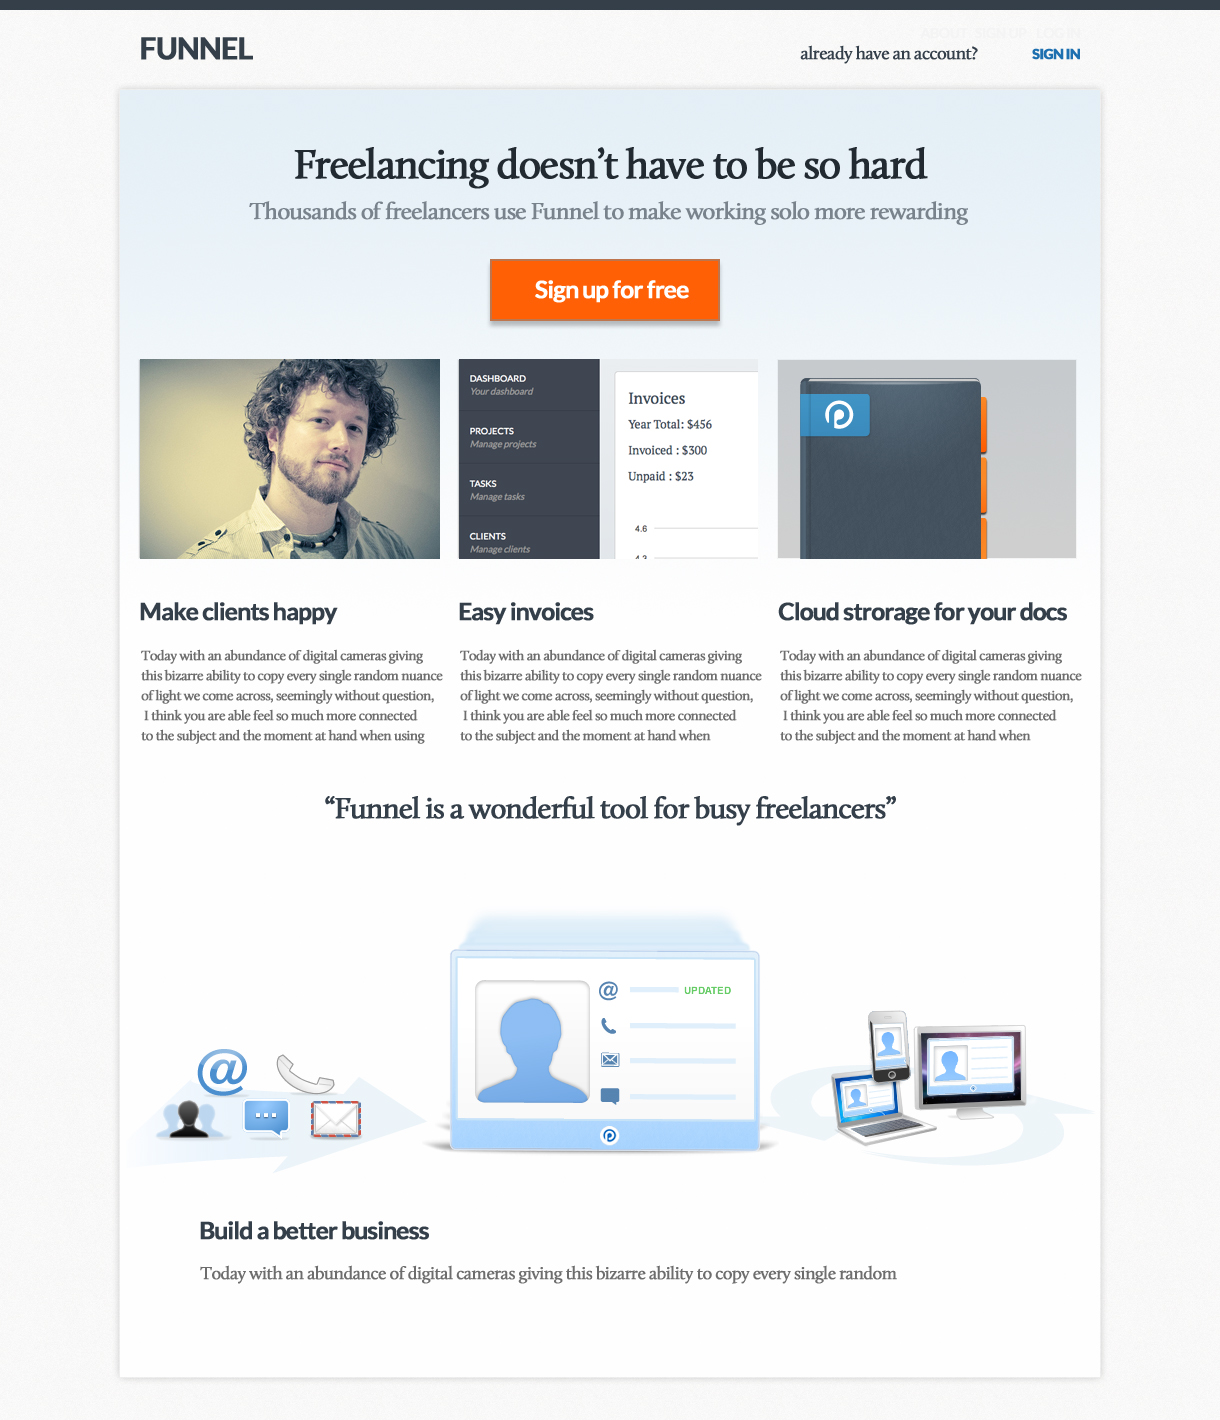 ABOUT SIGN UP LOG IN
FUNNEL
already have an account?
SIGN IN
Freelancing doesn’t have to be so hard
Thousands of freelancers use Funnel to make working solo more rewarding
Sign up for free
DASHBOARD
Your dashboard
PROJECTS
Manage projects
TASKS
Manage tasks
CLIENTS
Manage clients
Invoices
Year Total: $456
Invoiced : $300
Unpaid : $23
4.6
4.3
Make clients happy
Today with an abundance of digital cameras giving
this bizarre ability to copy every single random nuance
of light we come across, seemingly without question,
I think you are able feel so much more connected
to the subject and the moment at hand when using
Easy invoices
Today with an abundance of digital cameras giving
this bizarre ability to copy every single random nuance
of light we come across, seemingly without question,
I think you are able feel so much more connected
to the subject and the moment at hand when
Cloud strorage for your docs
Today with an abundance of digital cameras giving
this bizarre ability to copy every single random nuance
of light we come across, seemingly without question,
I think you are able feel so much more connected
to the subject and the moment at hand when
“Funnel is a wonderful tool for busy freelancers”
@
UPDATED
@
Build a better business
Today with an abundance of digital cameras giving this bizarre ability to copy every single random